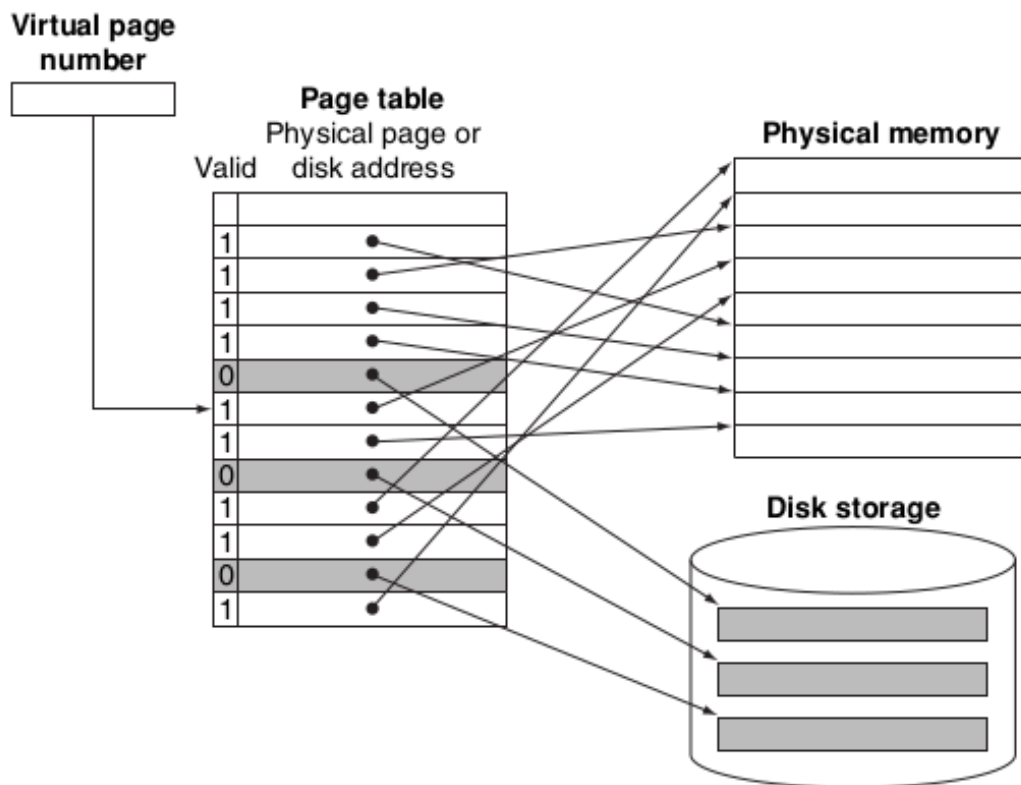 Virtual page
number
Page table
Physical page or
Valid disk address
Physical memory
1
1
1
1
0
1
1
0
1
1
0
1
Disk storage